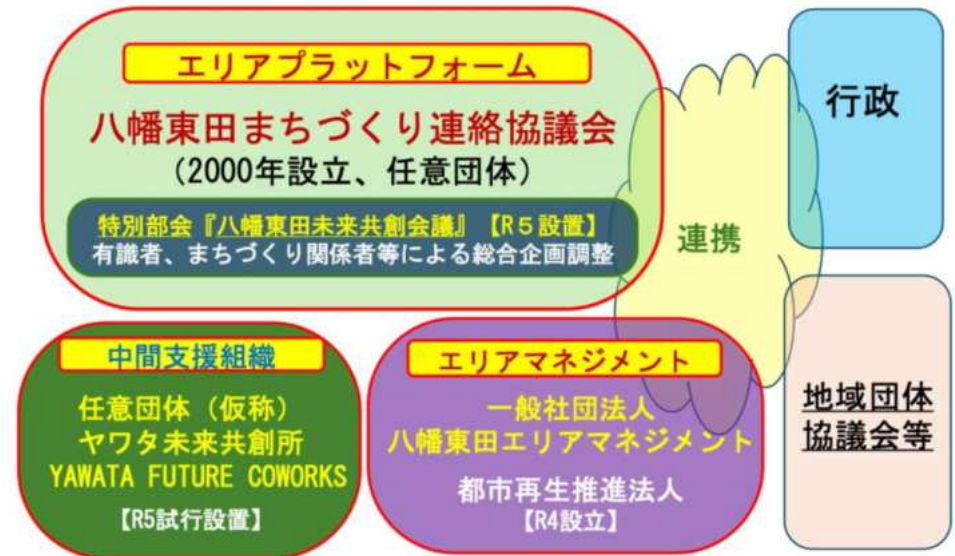 エリアプラットフォーム
八幡東田まちづくり連絡協議会
（2000年設立、任意団体）
特別部会『八幡東田未来共創会議』【R５設置】
有識者、まちづくり関係者等による総合企画調整
連携
行政
中間支援組織
任意団体（仮称）
ヤワタ未来共創所
YAWATA FUTURE COWORKS
【R5試行設置】
エリアマネジメント
一般社団法人
八幡東田エリアマネジメント
都市再生推進法人
【R4設立】
地域団体
協議会等